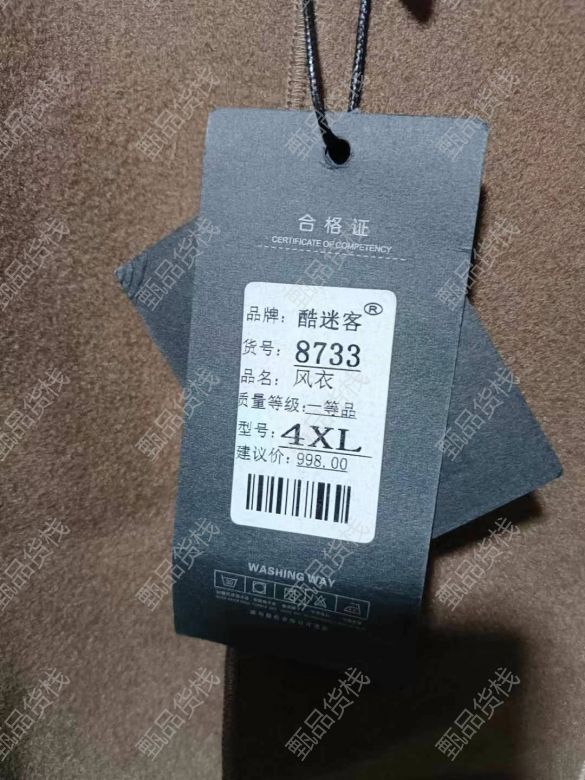 合格证
CERTIFICATE OF COMPETENCY
品牌: 酷迷客®
货号: 8733
品名: 风衣
质量等级:一等品
型号: 4XL
建议价: 998.00
WASHING WAY
甄品货栈